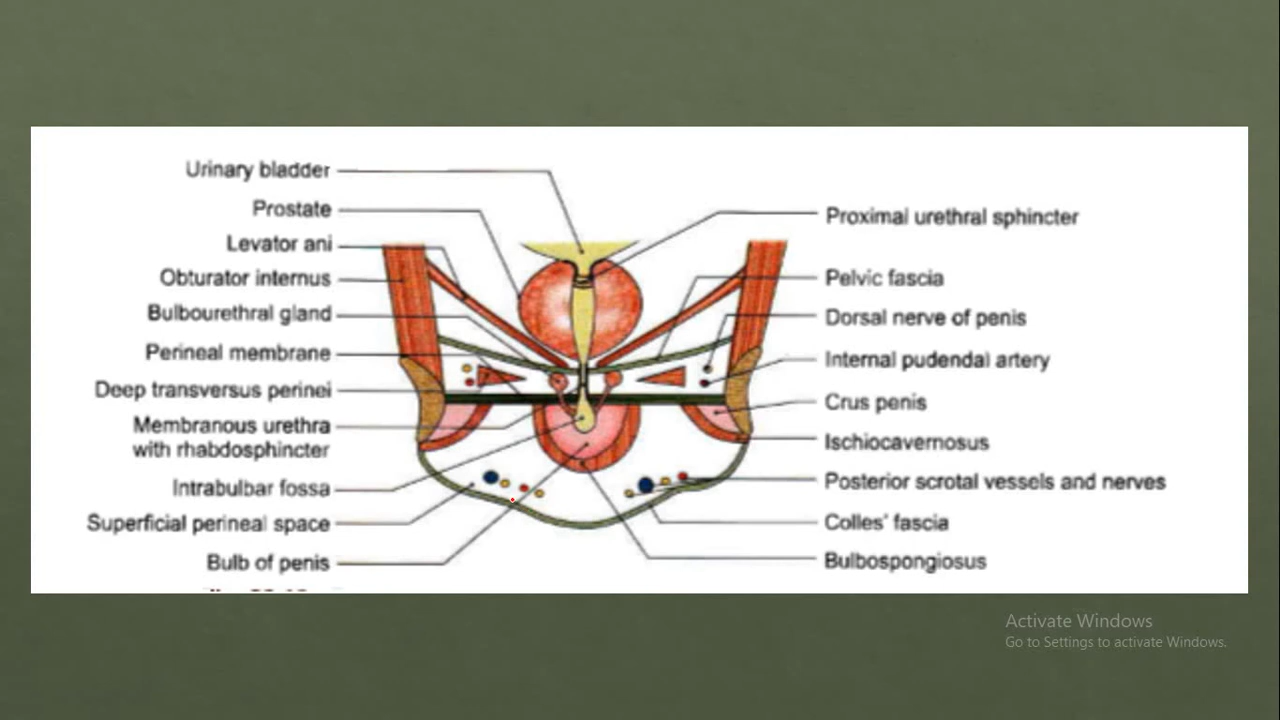 Urinary bladder
Prostate
Levator ani
Obturator internus
Bulbourethral gland
Perineal membrane
Deep transversus perinei
Membranous urethra
with rhabdosphincter
Intrabulbar fossa
Superficial perineal space
Bulb of penis
Proximal urethral sphincter
Pelvic fascia
Dorsal nerve of penis
Internal pudendal artery
Crus penis
Ischiocavernosus
Posterior scrotal vessels and nerves
Colles' fascia
Bulbospongiosus
Activate Windows
Go to Settings to activate Windows.